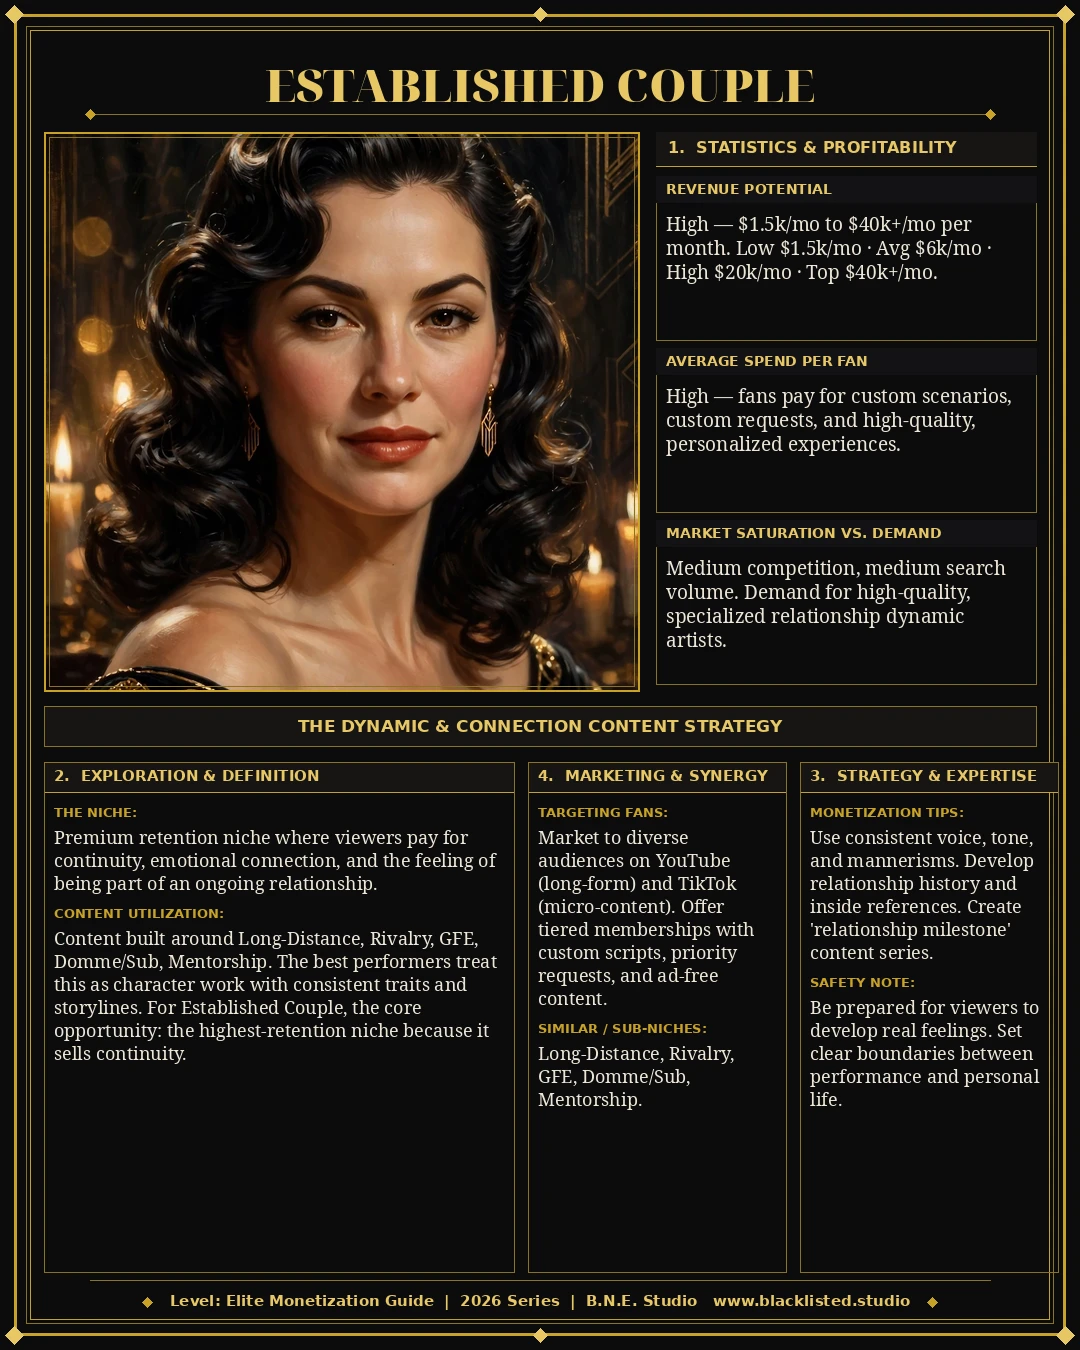 ESTABLISHED COUPLE
1. STATISTICS & PROFITABILITY
REVENUE POTENTIAL
High — $1.5k/mo to $40k+/mo per
month. Low $1.5k/mo · Avg $6k/mo ·
High $20k/mo · Top $40k+/mo.
AVERAGE SPEND PER FAN
High — fans pay for custom scenarios,
custom requests, and high-quality,
personalized experiences.
MARKET SATURATION VS. DEMAND
Medium competition, medium search
volume. Demand for high-quality,
specialized relationship dynamic
artists.
THE DYNAMIC & CONNECTION CONTENT STRATEGY
2. EXPLORATION & DEFINITION
THE NICHE:
Premium retention niche where viewers pay for
continuity, emotional connection, and the feeling of
being part of an ongoing relationship.
CONTENT UTILIZATION:
Content built around Long-Distance, Rivalry, GFE,
Domme/Sub, Mentorship. The best performers treat
this as character work with consistent traits and
storylines. For Established Couple, the core
opportunity: the highest-retention niche because it
sells continuity.
4. MARKETING & SYNERGY
TARGETING FANS:
Market to diverse
audiences on YouTube
(long-form) and TikTok
(micro-content). Offer
tiered memberships with
custom scripts, priority
requests, and ad-free
content.
SIMILAR / SUB-NICHES:
Long-Distance, Rivalry,
GFE, Domme/Sub,
Mentorship.
3. STRATEGY & EXPERTISE
MONETIZATION TIPS:
Use consistent voice, tone,
and mannerisms. Develop
relationship history and
inside references. Create
'relationship milestone'
content series.
SAFETY NOTE:
Be prepared for viewers to
develop real feelings. Set
clear boundaries between
performance and personal
life.
Level: Elite Monetization Guide | 2026 Series | B.N.E. Studio www.blacklisted.studio